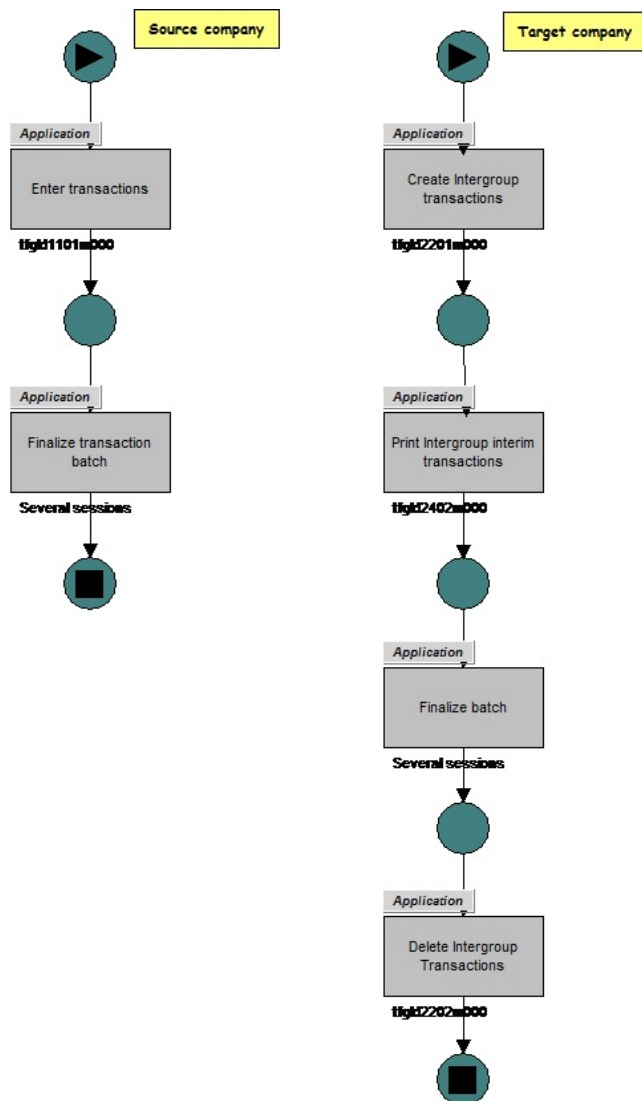 Source company
Application
Enter transactions
tfgld1101m000
Application
Finalize transaction
batch
Several sessions
Target company
Application
Create Intergroup
transactions
tfgld2201m000
Application
Print Intergroup interim
transactions
tfgld2402m000
Application
Finalize batch
Several sessions
Application
Delete Intergroup
Transactions
tfgld2202m000